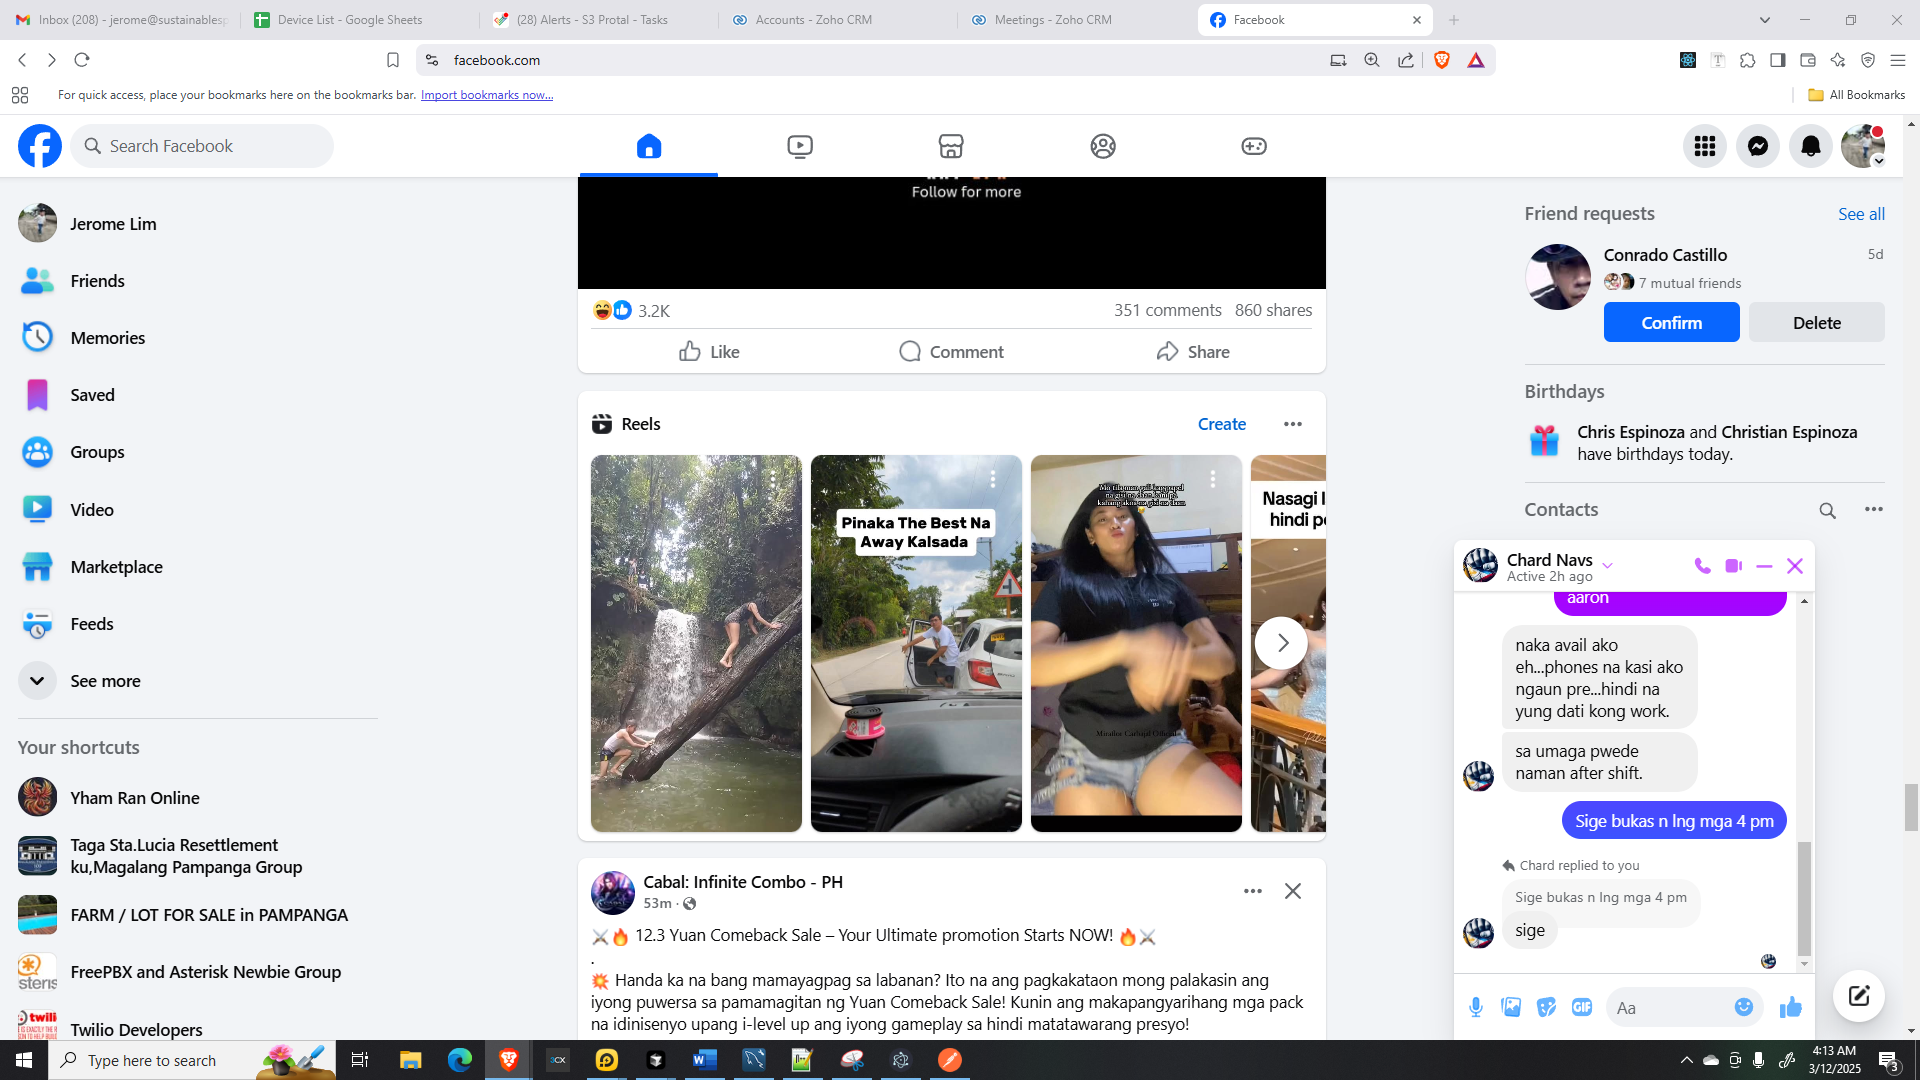 Inbox (208) - jerome@sustainablesp
Device List - Google Sheets
(28) Alerts - S3 Protal - Tasks
Accounts - Zoho CRM
Meetings - Zoho CRM
Facebook
facebook.com
For quick access, place your bookmarks here on the bookmarks bar. Import bookmarks now...
All Bookmarks
Search Facebook
Jerome Lim
Friends
Memories
Saved
Groups
Video
Marketplace
Feeds
See more
Your shortcuts
Yham Ran Online
Taga Sta.Lucia Resettlement
ku,Magalang Pampanga Group
FARM / LOT FOR SALE in PAMPANGA
FreePBX and Asterisk Newbie Group
Twilio Developers
Follow for more
3.2K
351 comments 860 shares
Like
Comment
Share
Reels
Create
Pinaka The Best Na
Away Kalsada
Nasagi l
hindi p
Cabal: Infinite Combo - PH
53m ·
⚔️🔥 12.3 Yuan Comeback Sale – Your Ultimate promotion Starts NOW! 🔥⚔️
.
💥 Handa ka na bang mamayagpag sa labanan? Ito na ang pagkakataon mong palakasin ang
iyong puwersa sa pamamagitan ng Yuan Comeback Sale! Kunin ang makapangyarihang mga pack
na idinisenyo upang i-level up ang iyong gameplay sa hindi matatawarang presyo!
Friend requests
See all
Conrado Castillo
5d
7 mutual friends
Confirm
Delete
Birthdays
Chris Espinoza and Christian Espinoza
have birthdays today.
Contacts
Chard Navs
Active 2h ago
aaron
naka avail ako
eh...phones na kasi ako
ngaun pre...hindi na
yung dati kong work.
sa umaga pwede
naman after shift.
Sige bukas n lng mga 4 pm
Chard replied to you
Sige bukas n lng mga 4 pm
sige
GIF
Aa
Type here to search
4:13 AM
3/12/2025
3